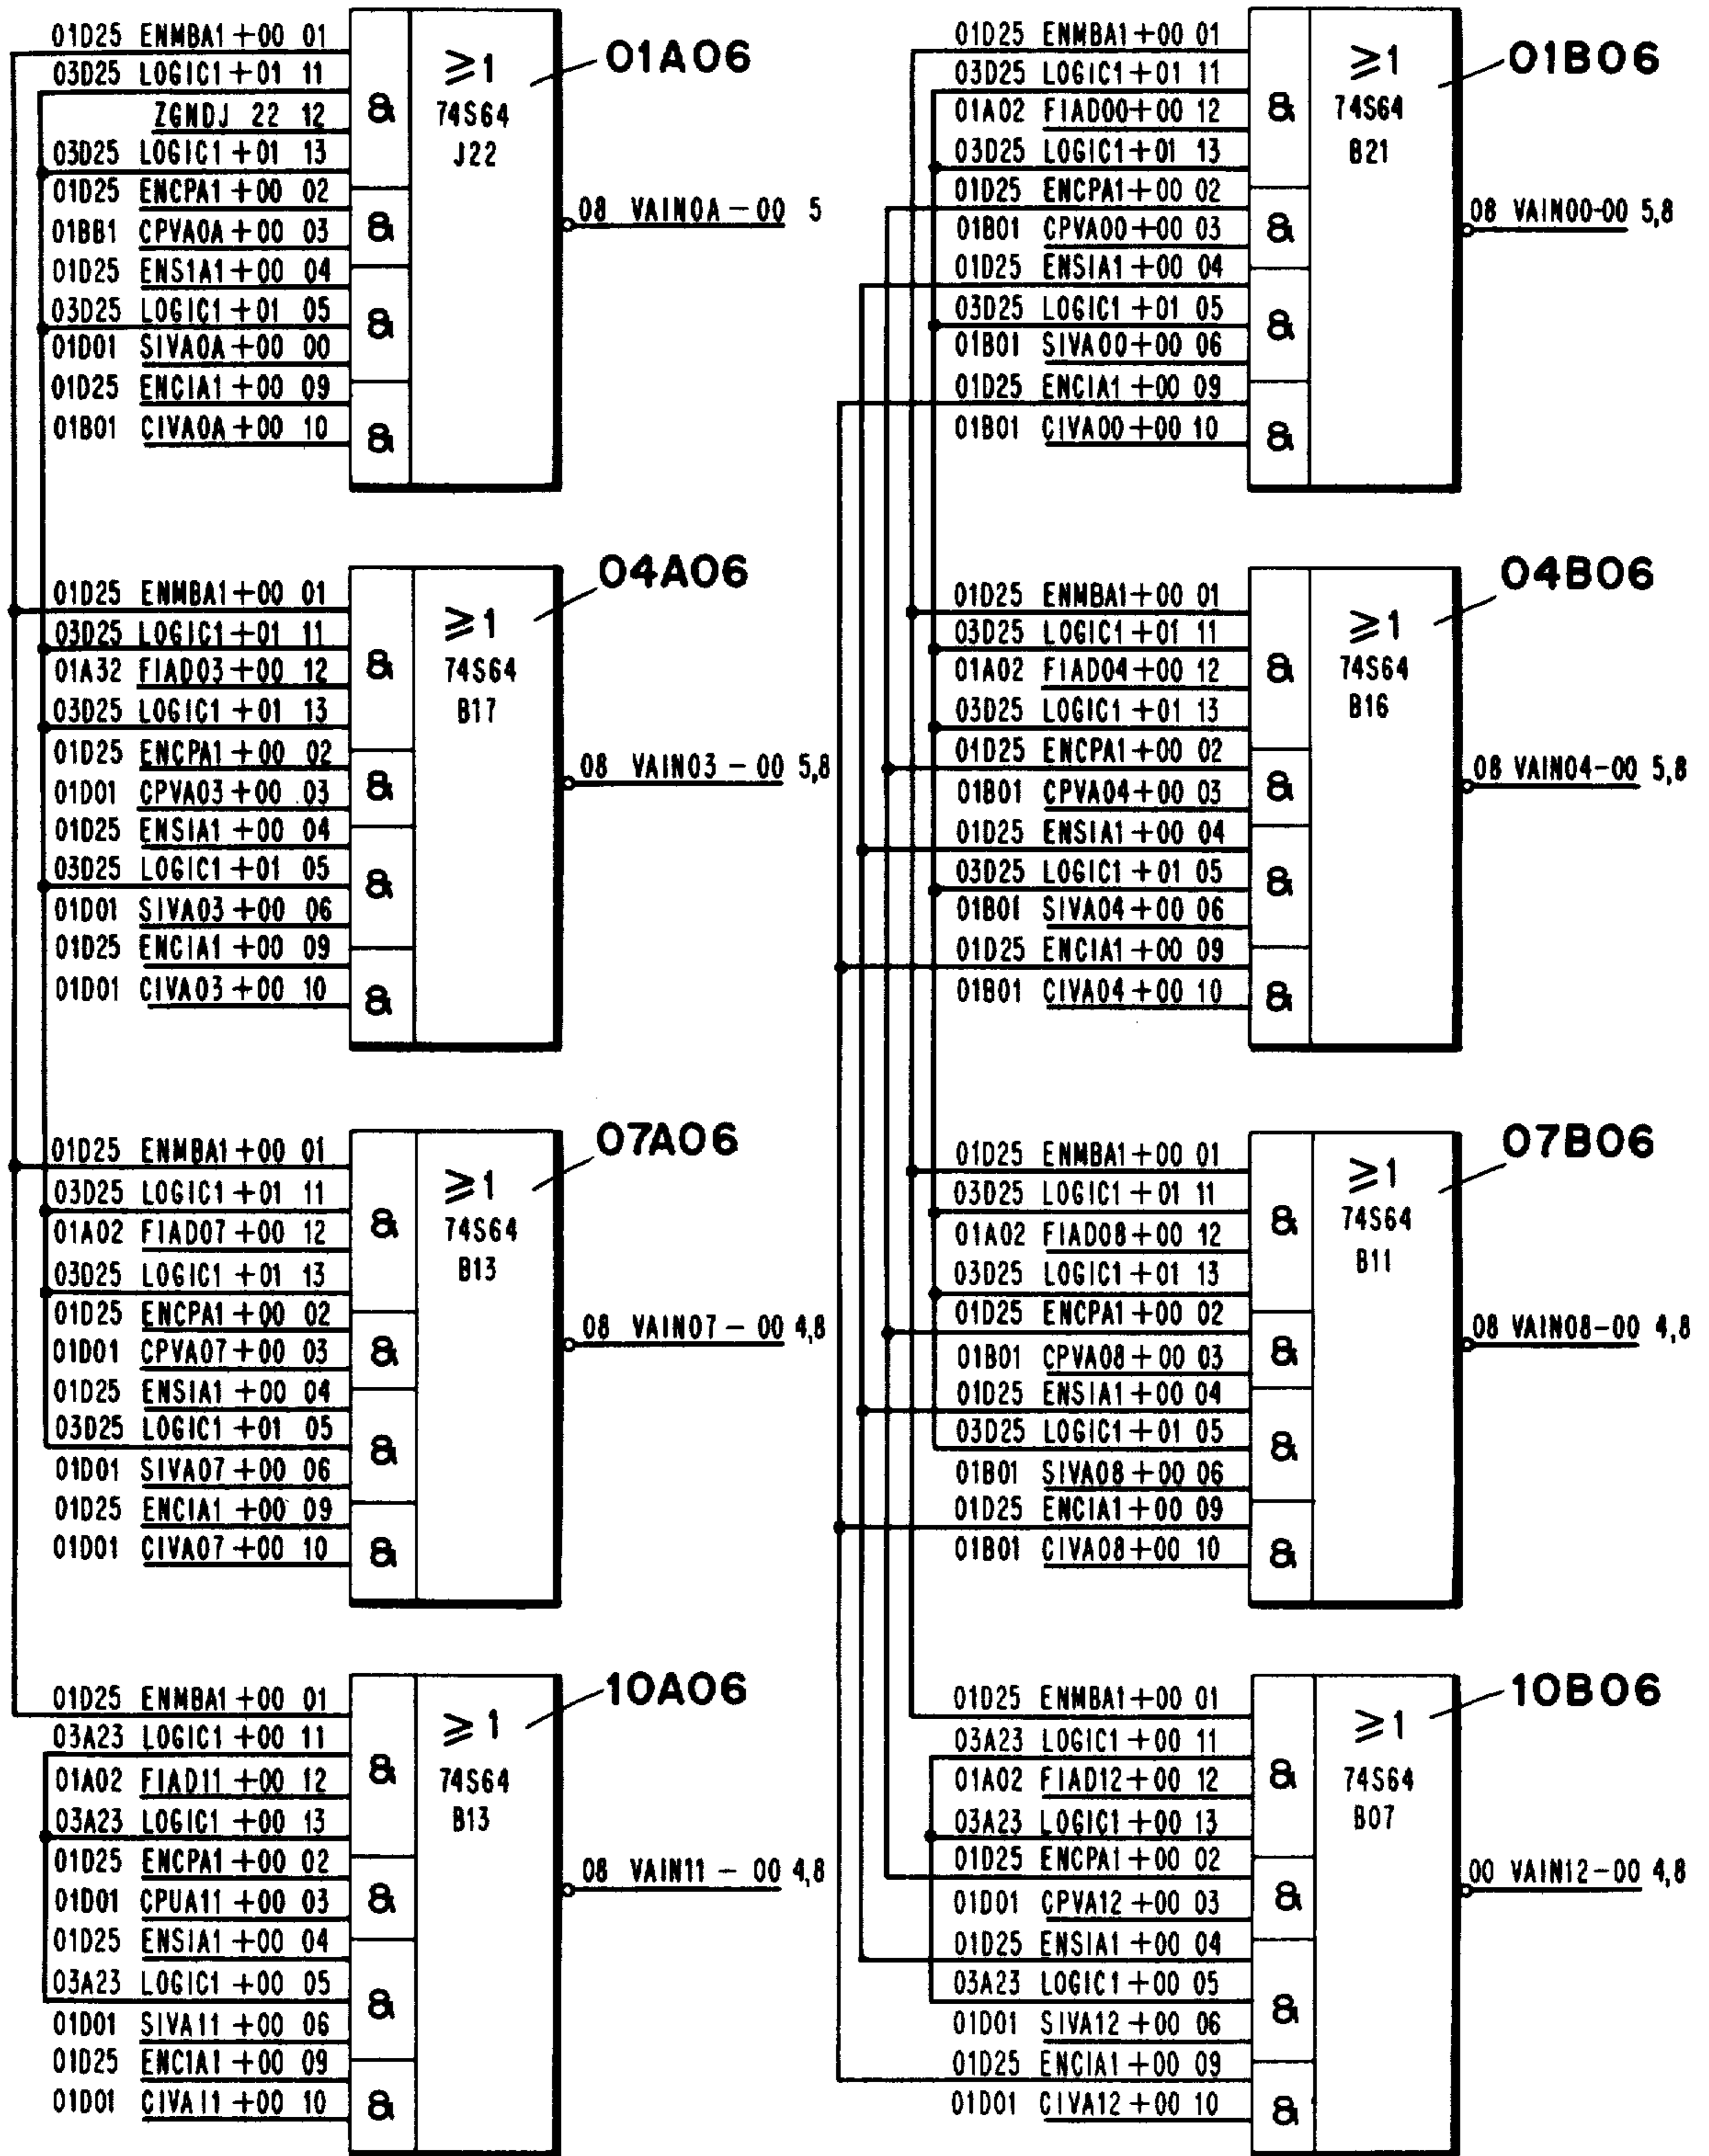 01A06
01D25 ENMBA1+00 01
03D25 LOGIC1+01 11
ZGNDJ 22 12
03D25 LOGIC1+01 13
01D25 ENCPA1+00 02
01BB1 CPVA0A+00 03
01D25 ENSIA1+00 04
03D25 LOGIC1+01 05
01D01 SIVA0A+00 00
01D25 ENCIA1+00 09
01B01 CIVA0A+00 10
&
&
&
&
≥1
74S64
J22
08 VAIN0A-00 5
01B06
01D25 ENMBA1+00 01
03D25 LOGIC1+01 11
01A02 FIAD00+00 12
03D25 LOGIC1+01 13
01D25 ENCPA1+00 02
01B01 CPVA00+00 03
01D25 ENSIA1+00 04
03D25 LOGIC1+01 05
01B01 SIVA00+00 06
01D25 ENCIA1+00 09
01B01 CIVA00+00 10
&
&
&
&
≥1
74S64
B21
08 VAIN00-00 5,8
04A06
01D25 ENMBA1+00 01
03D25 LOGIC1+01 11
01A32 FIAD03+00 12
03D25 LOGIC1+01 13
01D25 ENCPA1+00 02
01D01 CPVA03+00 03
01D25 ENSIA1+00 04
03D25 LOGIC1+01 05
01D01 SIVA03+00 06
01D25 ENCIA1+00 09
01D01 CIVA03+00 10
&
&
&
&
≥1
74S64
B17
08 VAIN03-00 5,8
04B06
01D25 ENMBA1+00 01
03D25 LOGIC1+01 11
01A02 FIAD04+00 12
03D25 LOGIC1+01 13
01D25 ENCPA1+00 02
01B01 CPVA04+00 03
01D25 ENSIA1+00 04
03D25 LOGIC1+01 05
01B01 SIVA04+00 06
01D25 ENCIA1+00 09
01B01 CIVA04+00 10
&
&
&
&
≥1
74S64
B16
08 VAIN04-00 5,8
07A06
01D25 ENMBA1+00 01
03D25 LOGIC1+01 11
01A02 FIAD07+00 12
03D25 LOGIC1+01 13
01D25 ENCPA1+00 02
01D01 CPVA07+00 03
01D25 ENSIA1+00 04
03D25 LOGIC1+01 05
01D01 SIVA07+00 06
01D25 ENCIA1+00 09
01D01 CIVA07+00 10
&
&
&
&
≥1
74S64
B13
08 VAIN07-00 4,8
07B06
01D25 ENMBA1+00 01
03D25 LOGIC1+01 11
01A02 FIAD08+00 12
03D25 LOGIC1+01 13
01D25 ENCPA1+00 02
01B01 CPVA08+00 03
01D25 ENSIA1+00 04
03D25 LOGIC1+01 05
01B01 SIVA08+00 06
01D25 ENCIA1+00 09
01B01 CIVA08+00 10
&
&
&
&
≥1
74S64
B11
08 VAIN08-00 4,8
10A06
01D25 ENMBA1+00 01
03A23 LOGIC1+00 11
01A02 FIAD11+00 12
03A23 LOGIC1+00 13
01D25 ENCPA1+00 02
01D01 CPUA11+00 03
01D25 ENSIA1+00 04
03A23 LOGIC1+00 05
01D01 SIVA11+00 06
01D25 ENCIA1+00 09
01D01 CIVA11+00 10
&
&
&
&
≥1
74S64
B13
08 VAIN11-00 4,8
10B06
01D25 ENMBA1+00 01
03A23 LOGIC1+00 11
01A02 FIAD12+00 12
03A23 LOGIC1+00 13
01D25 ENCPA1+00 02
01D01 CPVA12+00 03
01D25 ENSIA1+00 04
03A23 LOGIC1+00 05
01D01 SIVA12+00 06
01D25 ENCIA1+00 09
01D01 CIVA12+00 10
&
&
&
&
≥1
74S64
B07
00 VAIN12-00 4,8